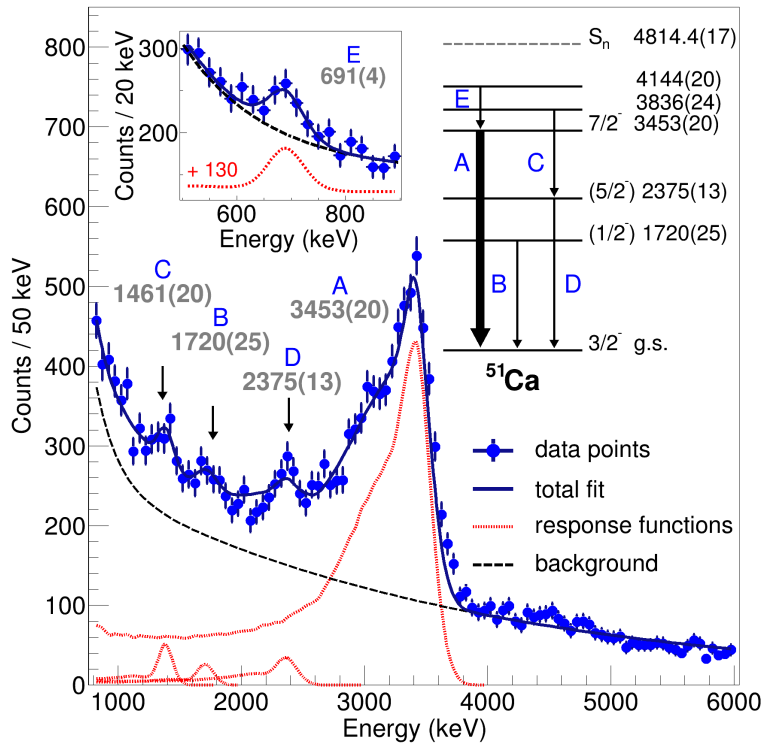 800
700
600
500
400
300
200
100
0
Counts / 50 keV
1000
2000
3000
4000
5000
6000
Energy (keV)
300
200
Counts / 20 keV
E
691(4)
+ 130
600
800
Energy (keV)
C
1461(20)
B
1720(25)
A
3453(20)
D
2375(13)
Sn 4814.4(17)
4144(20)
E
3836(24)
7/2- 3453(20)
A
C
(5/2-) 2375(13)
(1/2-) 1720(25)
B
D
3/2- g.s.
51Ca
data points
total fit
response functions
background